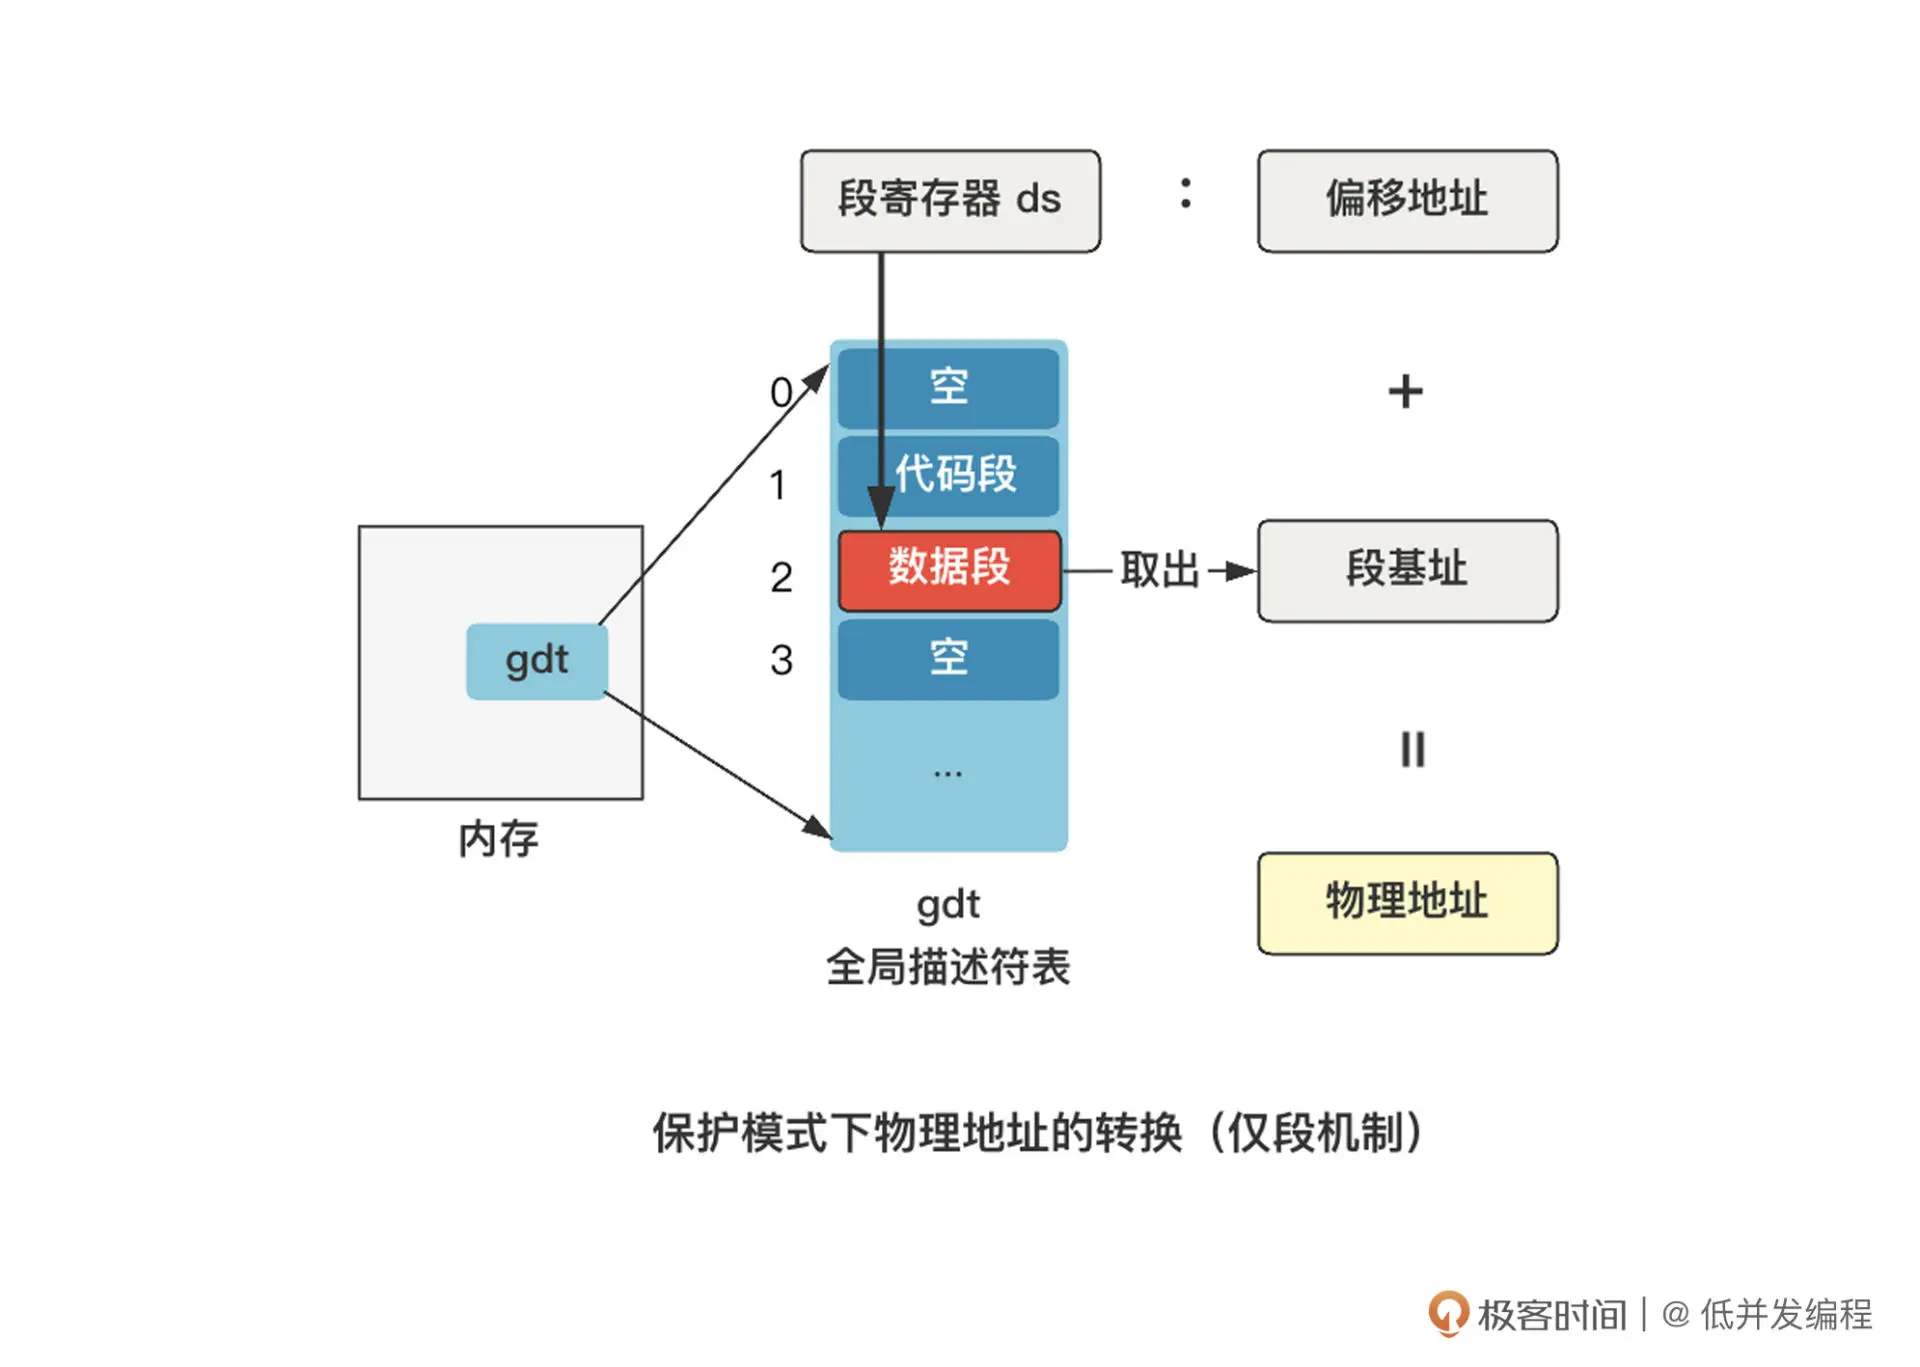 段寄存器 ds
:
偏移地址
0
空
+
1
代码段
2
数据段
取出
段基址
gdt
3
空
=
...
内存
gdt
全局描述符表
物理地址
保护模式下物理地址的转换（仅段机制）
极客时间 | @ 低并发编程